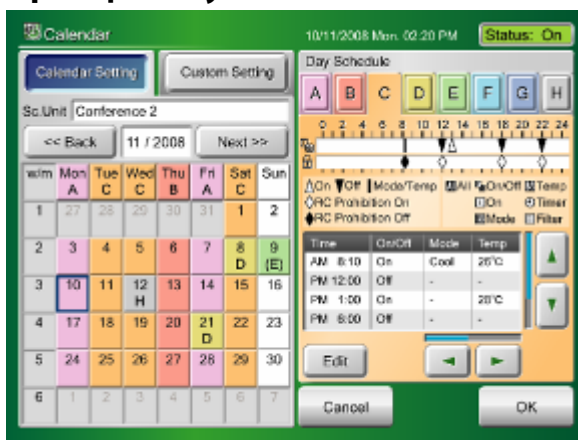 Calendar
10/11/2008 Mon. 02:20 PM Status: On
Calendar Setting Custom Setting
Sc.Unit Conference 2
<< Back 11 / 2008 Next >>
w/m Mon Tue Wed Thu Fri Sat Sun
A C C B A C
1 27 28 29 30 31 1 2
2 3 4 5 6 7 8 9
D (E)
3 10 11 12 13 14 15 16
H
4 17 18 19 20 21 22 23
D
5 24 25 26 27 28 29 30
6 1 2 3 4 5 6 7
Day Schedule
A B C D E F G H
0 2 4 6 8 10 12 14 16 18 20 22 24
On Off Mode/Temp All On/Off Temp
RC Prohibition On On Timer
RC Prohibition Off Mode Filter
Time On/Off Mode Temp
AM 8:10 On Cool 28°C
PM 12:00 Off - -
PM 1:00 On - 28°C
PM 6:00 Off - -
Edit
Cancel OK